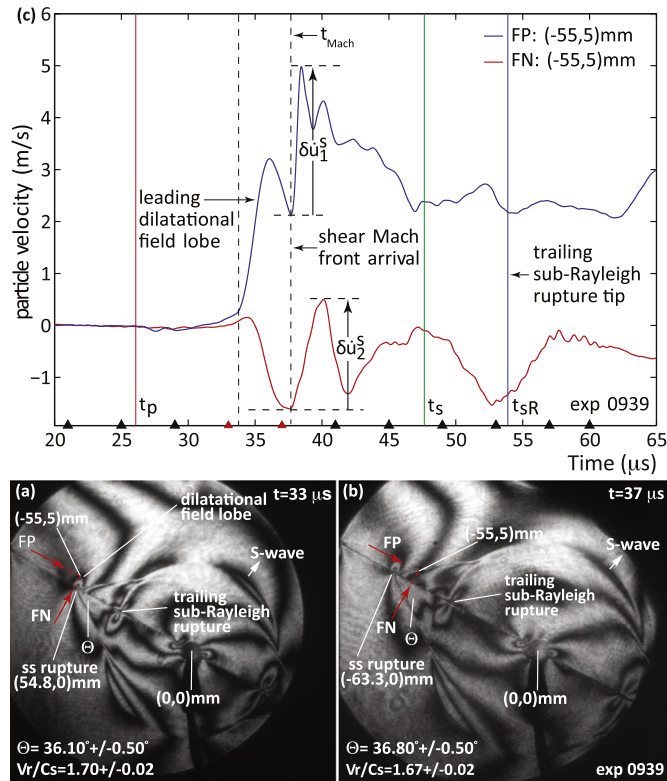 (c)
t_Mach
FP: (-55,5)mm
FN: (-55,5)mm
6
5
4
3
2
1
0
−1
particle velocity (m/s)
leading
dilatational
field lobe
δu̇₁ˢ
shear Mach
front arrival
trailing
sub-Rayleigh
rupture tip
δu̇₂ˢ
t_p
t_s
t_sR
exp 0939
20
25
30
35
40
45
50
55
60
65
Time (μs)
(a)
t=33 μs
dilatational
field lobe
(-55,5)mm
FP
FN
S-wave
trailing
sub-Rayleigh
rupture
Θ
ss rupture
(54.8,0)mm
(0,0)mm
Θ= 36.10°+/-0.50°
Vr/Cs=1.70+/-0.02
(b)
t=37 μs
(-55,5)mm
FP
S-wave
trailing
sub-Rayleigh
rupture
FN
Θ
ss rupture
(-63.3,0)mm
(0,0)mm
Θ= 36.80°+/-0.50°
Vr/Cs=1.67+/-0.02
exp 0939